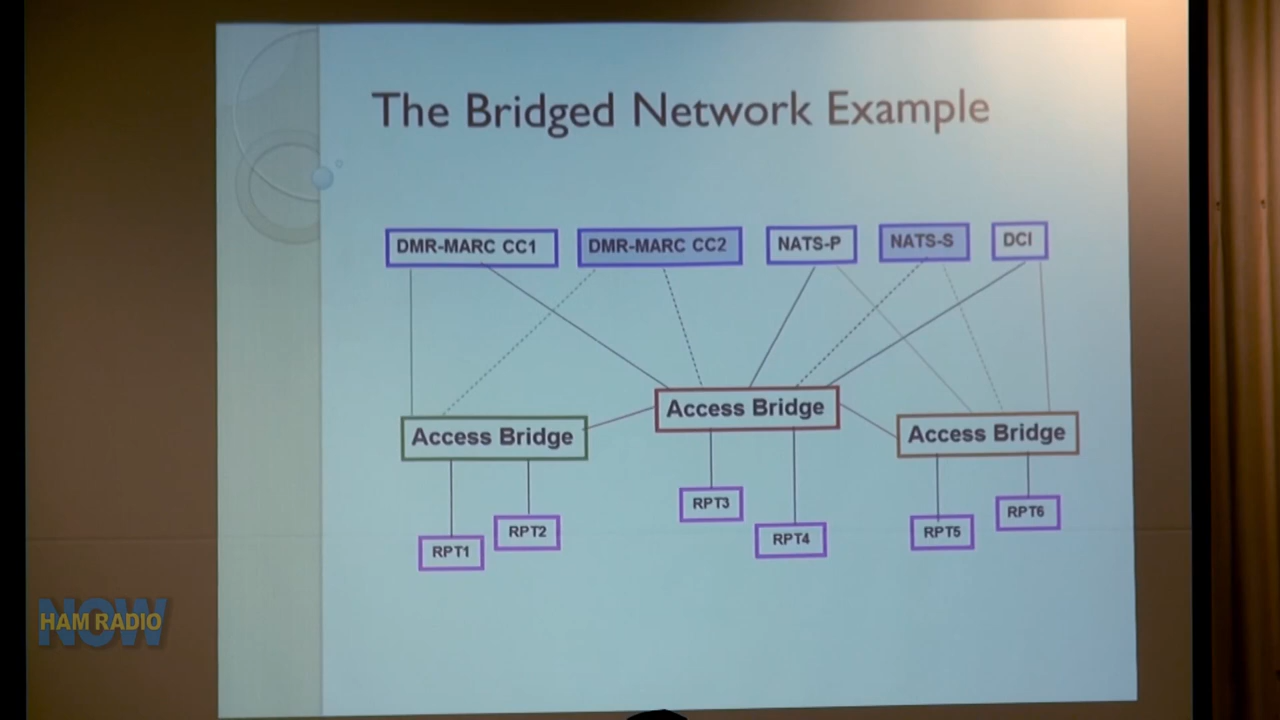 The Bridged Network Example
DMR-MARC CC1
DMR-MARC CC2
NATS-P
NATS-S
DCI
Access Bridge
Access Bridge
Access Bridge
RPT1
RPT2
RPT3
RPT4
RPT5
RPT6
NOW
HAM RADIO